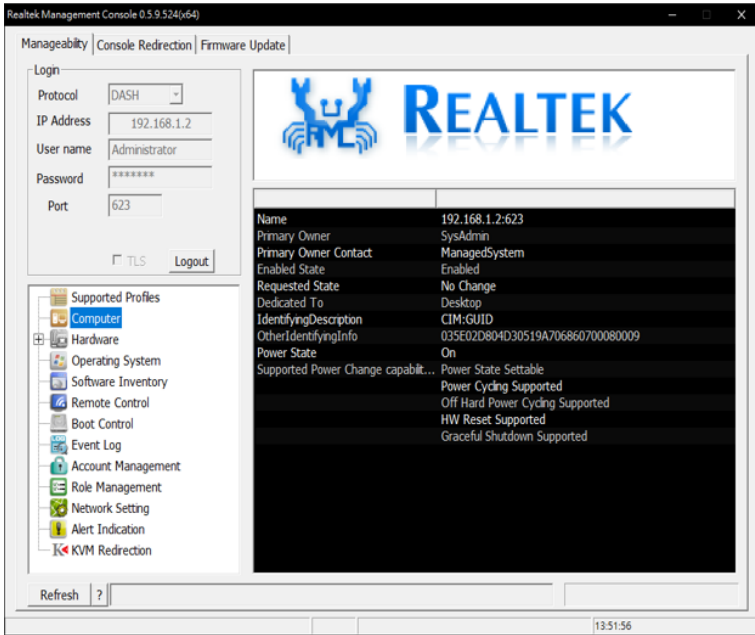 Realtek Management Console 0.5.9.524(x64)
Manageability Console Redirection Firmware Update
Login
Protocol DASH
IP Address 192.168.1.2
User name Administrator
Password *******
Port 623
TLS Logout
Supported Profiles
Computer
Hardware
Operating System
Software Inventory
Remote Control
Boot Control
Event Log
Account Management
Role Management
Network Setting
Alert Indication
KVM Redirection
RMC REALTEK
Name 192.168.1.2:623
Primary Owner SysAdmin
Primary Owner Contact ManagedSystem
Enabled State Enabled
Requested State No Change
Dedicated To Desktop
IdentifyingDescription CIM:GUID
OtherIdentifyingInfo 035E02D804D30519A706860700080009
Power State On
Supported Power Change capabilit... Power State Settable
Power Cycling Supported
Off Hard Power Cycling Supported
HW Reset Supported
Graceful Shutdown Supported
Refresh ?
13:51:56